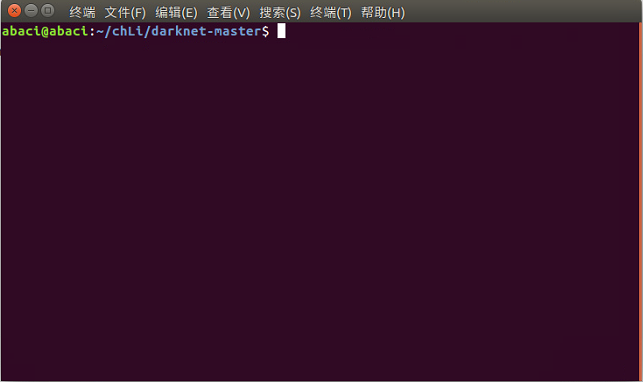 终端 文件(F) 编辑(E) 查看(V) 搜索(S) 终端(T) 帮助(H)
abaci@abaci:~/chLi/darknet-master$